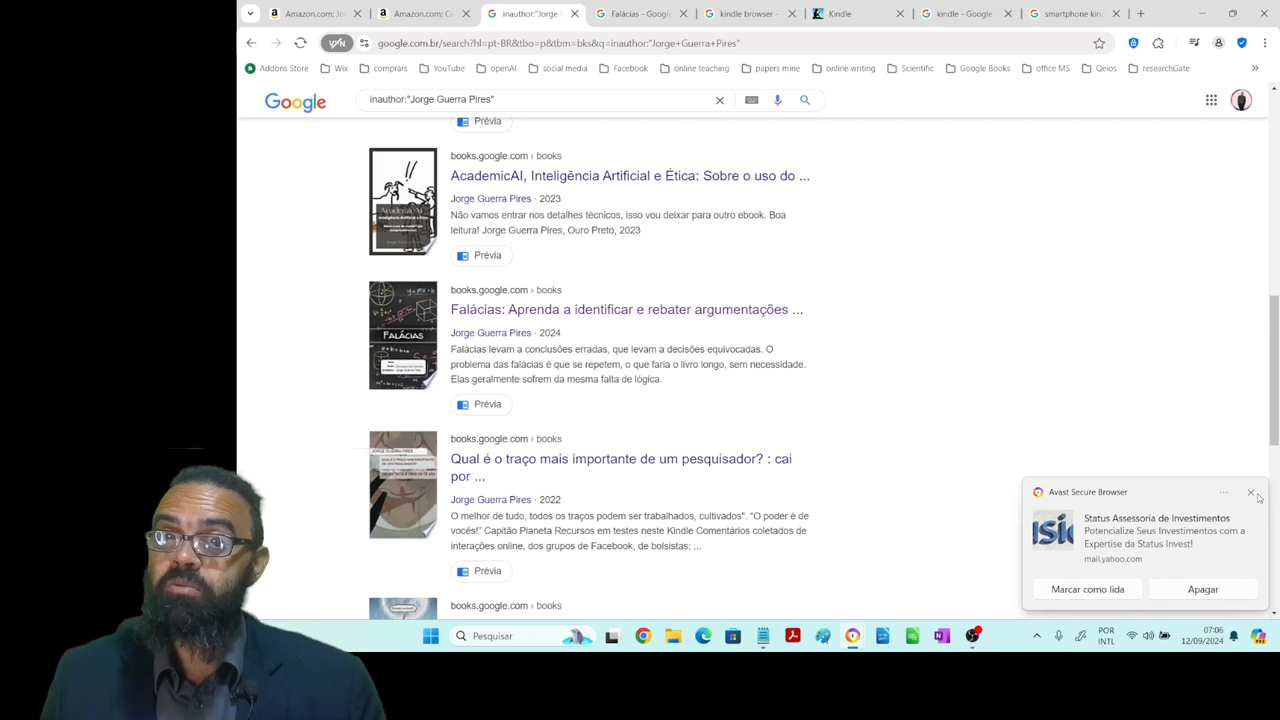 Amazon.com: Jo
Amazon.com: Ci
inauthor:"Jorge G
Falácias - Google
kindle browser -
Kindle
kindle - Google
smartphone kin
VPN
google.com.br/search?hl=pt-BR&tbo=p&tbm=bks&q=inauthor:"Jorge+Guerra+Pires"
Addons Store
Wix
comprars
YouTube
openAI
social media
Facebook
online teaching
papers mine
online writing
Scientific
Google Books
office MS
Qeios
researchGate
Google
inauthor:"Jorge Guerra Pires"
Prévia
books.google.com › books
AcademicAI, Inteligência Artificial e Ética: Sobre o uso do ...
Jorge Guerra Pires · 2023
Não vamos entrar nos detalhes técnicos, isso vou deixar para outro ebook. Boa
leitura! Jorge Guerra Pires, Ouro Preto, 2023
Prévia
books.google.com › books
Falácias: Aprenda a identificar e rebater argumentações ...
Jorge Guerra Pires · 2024
Falácias levam a conclusões erradas, que levam a decisões equivocadas. O
problema das falácias é que se repetem, o que faria o livro longo, sem necessidade.
Elas geralmente sofrem da mesma falta de lógica.
FALÁCIAS
Prévia
books.google.com › books
Qual é o traço mais importante de um pesquisador? : cai
por ...
Jorge Guerra Pires · 2022
O melhor de tudo, todos os traços podem ser trabalhados, cultivados". "O poder é de
vocês!" Capitão Planeta Recursos em testes neste Kindle Comentários coletados de
interações online, dos grupos de Facebook, de bolsistas: ...
JORGE GUERRA PIRES
Prévia
books.google.com › books
Avast Secure Browser
Status Assessoria de Investimentos
Potencialize Seus Investimentos com a
Expertise da Status Invest!
mail.yahoo.com
Marcar como lida
Apagar
Pesquisar
POR
INTL
07:06
12/09/2024